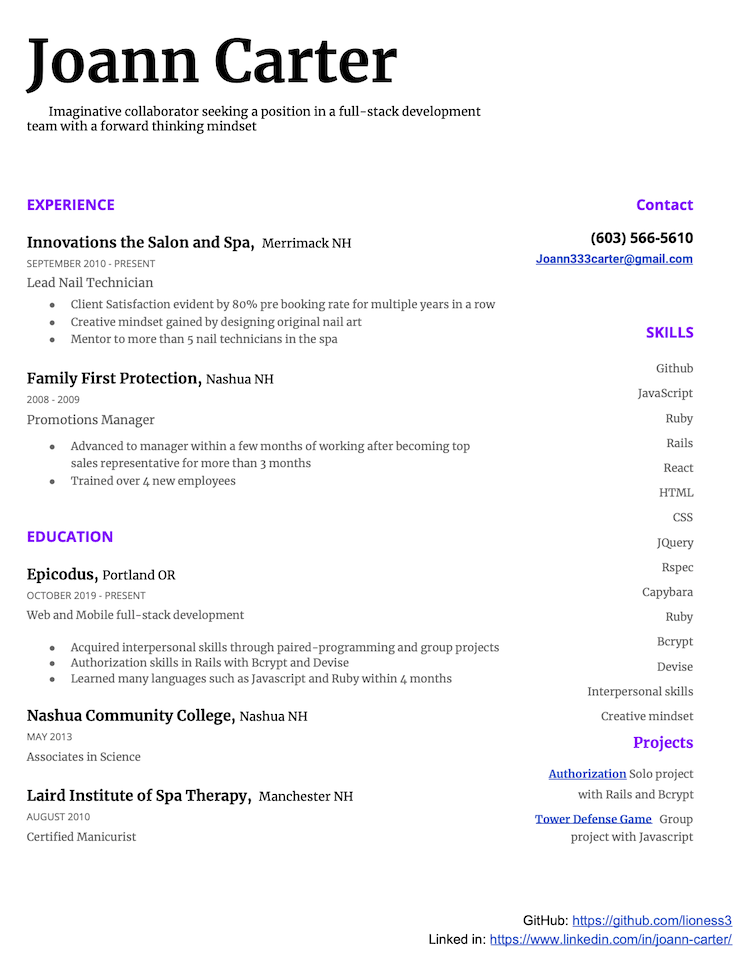 Joann Carter
Imaginative collaborator seeking a position in a full-stack development
team with a forward thinking mindset
EXPERIENCE
Innovations the Salon and Spa, Merrimack NH
SEPTEMBER 2010 - PRESENT
Lead Nail Technician
● Client Satisfaction evident by 80% pre booking rate for multiple years in a row
● Creative mindset gained by designing original nail art
● Mentor to more than 5 nail technicians in the spa
Family First Protection, Nashua NH
2008 - 2009
Promotions Manager
● Advanced to manager within a few months of working after becoming top
sales representative for more than 3 months
● Trained over 4 new employees
EDUCATION
Epicodus, Portland OR
OCTOBER 2019 - PRESENT
Web and Mobile full-stack development
● Acquired interpersonal skills through paired-programming and group projects
● Authorization skills in Rails with Bcrypt and Devise
● Learned many languages such as Javascript and Ruby within 4 months
Nashua Community College, Nashua NH
MAY 2013
Associates in Science
Laird Institute of Spa Therapy, Manchester NH
AUGUST 2010
Certified Manicurist
Contact
(603) 566-5610
Joann333carter@gmail.com
SKILLS
Github
JavaScript
Ruby
Rails
React
HTML
CSS
JQuery
Rspec
Capybara
Ruby
Bcrypt
Devise
Interpersonal skills
Creative mindset
Projects
Authorization Solo project
with Rails and Bcrypt
Tower Defense Game Group
project with Javascript
GitHub: https://github.com/lioness3
Linked in: https://www.linkedin.com/in/joann-carter/